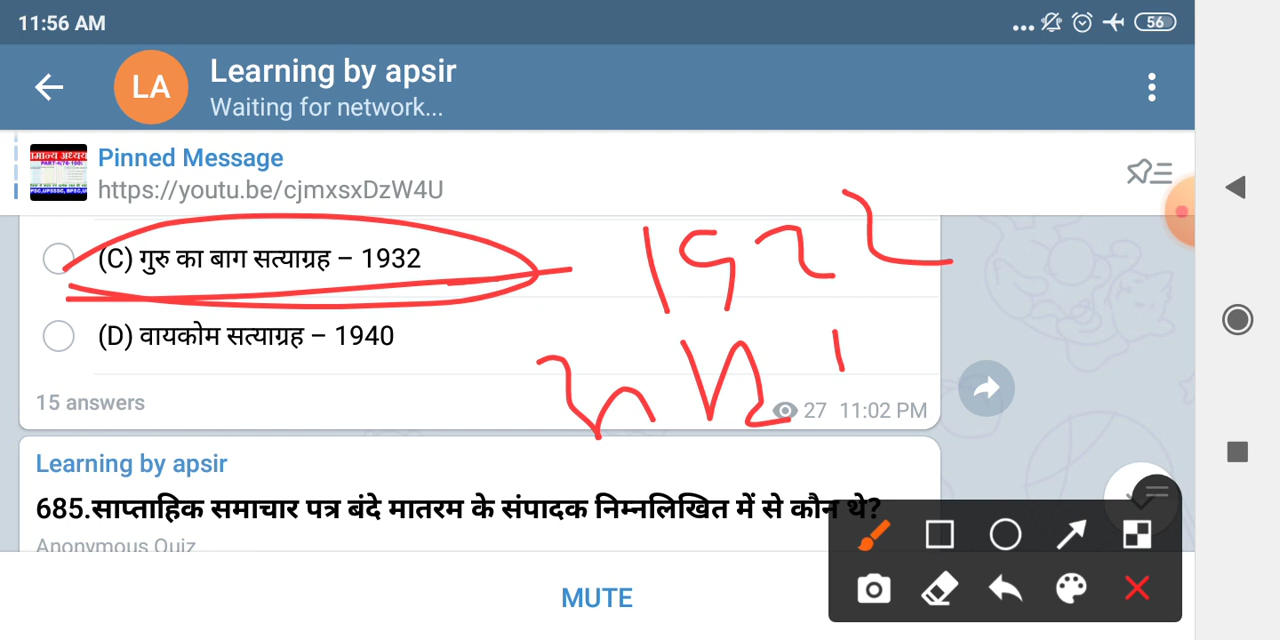 11:56 AM
56
LA
Learning by apsir
Waiting for network...
Pinned Message
https://youtu.be/cjmxsxDzW4U
(C) गुरु का बाग सत्याग्रह – 1932
1922
(D) वायकोम सत्याग्रह – 1940
15 answers
27 11:02 PM
Learning by apsir
685.साप्ताहिक समाचार पत्र बंदे मातरम के संपादक निम्नलिखित में से कौन थे?
Anonymous Quiz
MUTE